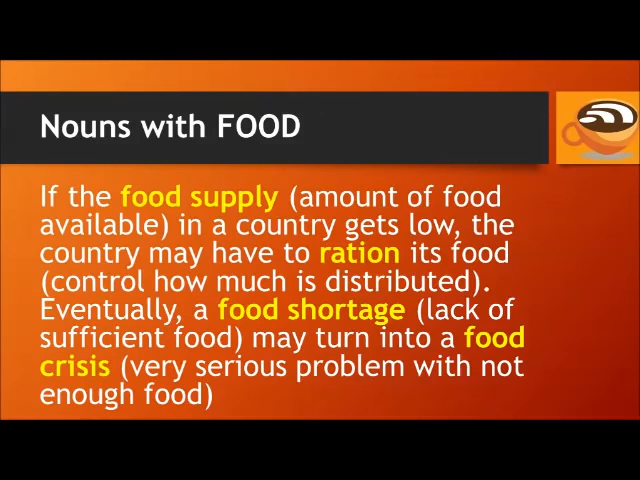 Nouns with FOOD
If the food supply (amount of food
available) in a country gets low, the
country may have to ration its food
(control how much is distributed).
Eventually, a food shortage (lack of
sufficient food) may turn into a food
crisis (very serious problem with not
enough food)